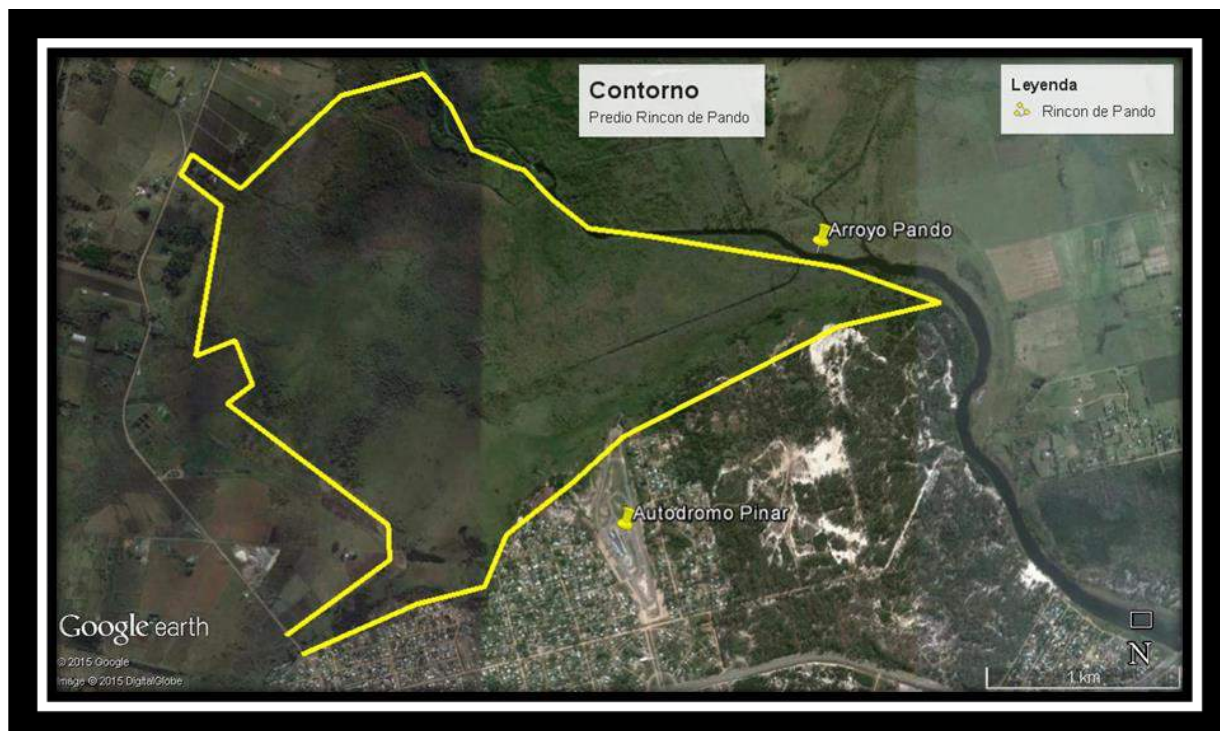 Contorno
Predio Rincon de Pando
Leyenda
Rincon de Pando
Arroyo Pando
Autodromo Pinar
Google earth
© 2015 Google
Image © 2015 DigitalGlobe
N
1 km